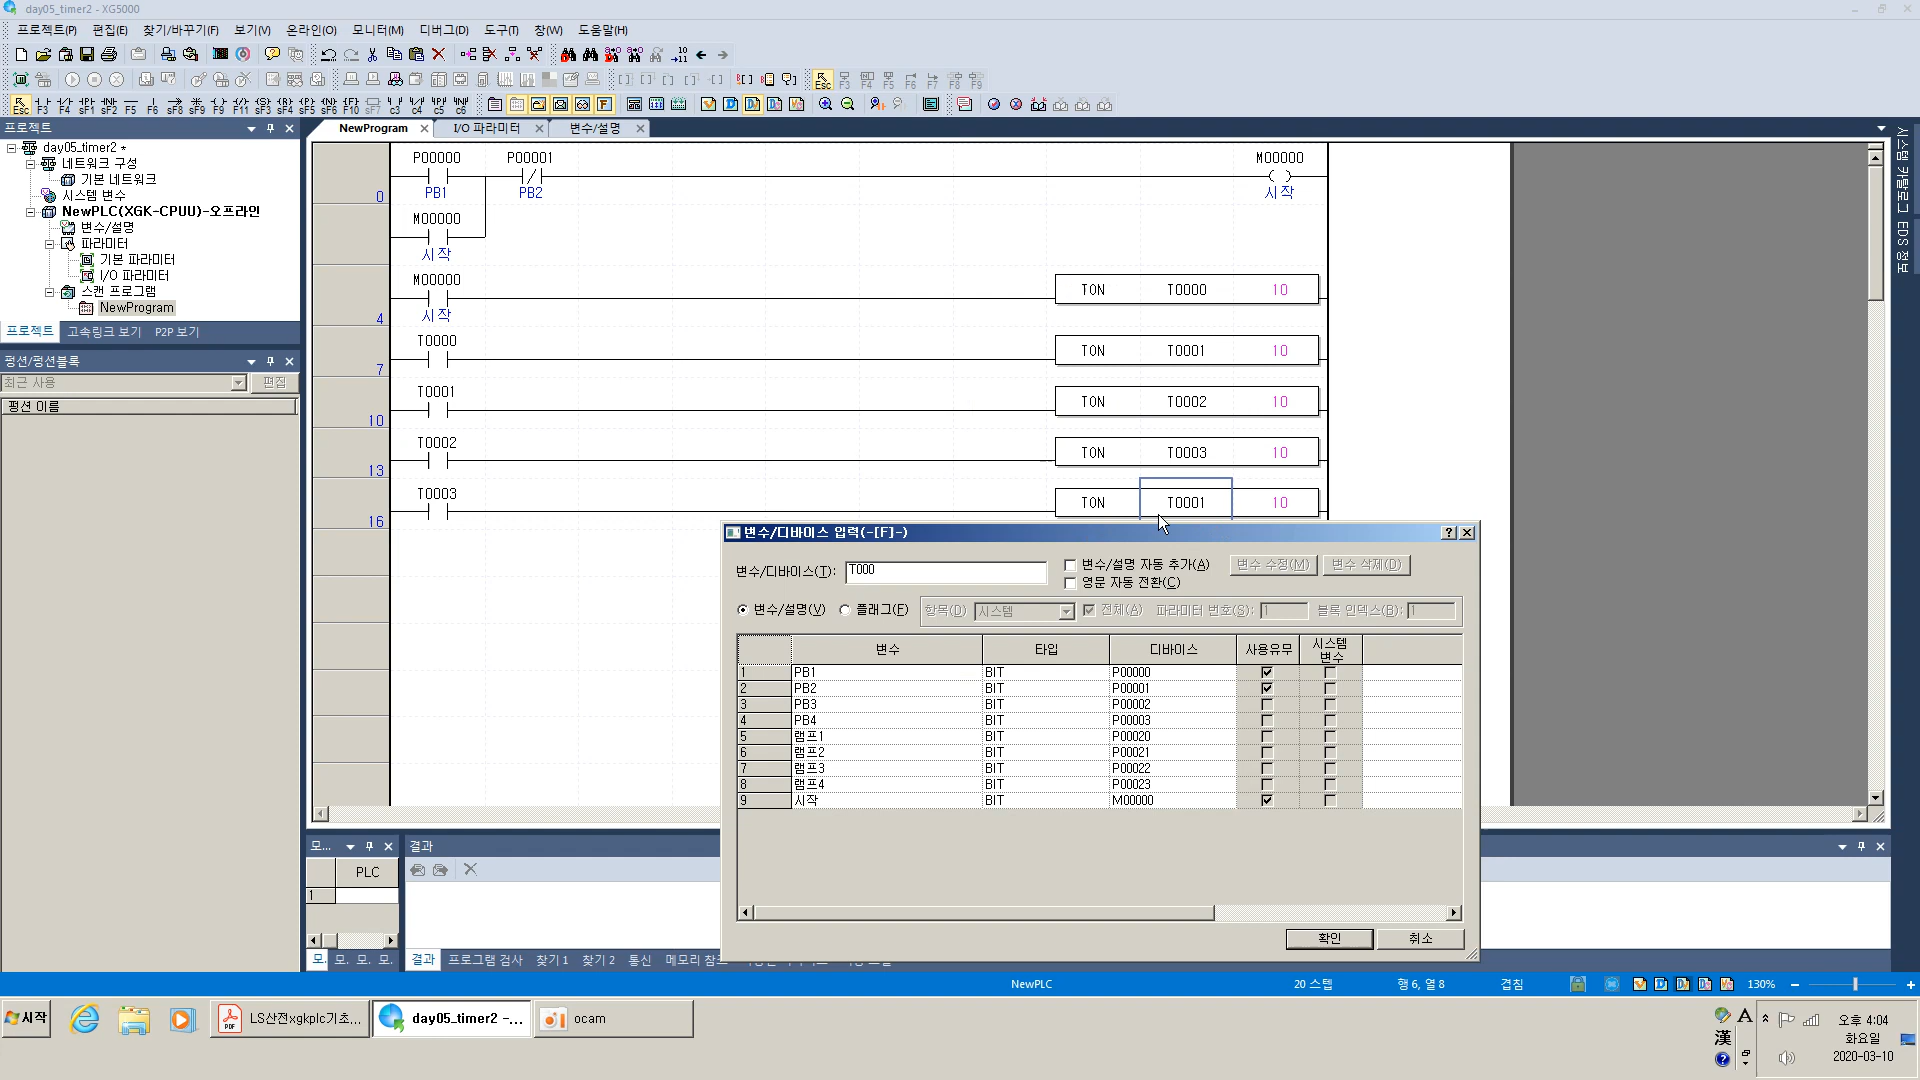 day05_timer2 - XG5000
프로젝트(P) 편집(E) 찾기/바꾸기(F) 보기(V) 온라인(O) 모니터(M) 디버그(D) 도구(T) 창(W) 도움말(H)
프로젝트
NewProgram I/O 파라미터 변수/설명
day05_timer2 *
네트워크 구성
기본 네트워크
시스템 변수
NewPLC(XGK-CPUU)-오프라인
변수/설명
파라미터
기본 파라미터
I/O 파라미터
스캔 프로그램
NewProgram
프로젝트 고속링크 보기 P2P 보기
펑션/펑션블록
최근 사용 편집
펑션 이름
P00000 P00001 M00000
0 PB1 PB2 시작
M00000
시작
M00000
TON T0000 10
4 시작
T0000
TON T0001 10
7
T0001
TON T0002 10
10
T0002
TON T0003 10
13
T0003
TON T0001 10
16
변수/디바이스 입력(-[F]-)
변수/디바이스(T): T000 변수/설명 자동 추가(A) 변수 수정(M) 변수 삭제(D)
영문 자동 전환(C)
변수/설명(V) 플래그(F) 항목(D) 시스템 전체(A) 파라미터 번호(S): 1 블록 인덱스(B): 1
변수 타입 디바이스 사용유무 시스템 변수
1 PB1 BIT P00000
2 PB2 BIT P00001
3 PB3 BIT P00002
4 PB4 BIT P00003
5 램프1 BIT P00020
6 램프2 BIT P00021
7 램프3 BIT P00022
8 램프4 BIT P00023
9 시작 BIT M00000
확인 취소
시스템 카탈로그
EDS 정보
모... 결과
PLC
1
모. 모. 모. 모. 결과 프로그램 검사 찾기 1 찾기 2 통신 메모리 참조
NewPLC 20 스텝 행 6, 열 8 겹침 130%
시작 LS산전xgkplc기초... day05_timer2 -... ocam
오후 4:04
화요일
2020-03-10